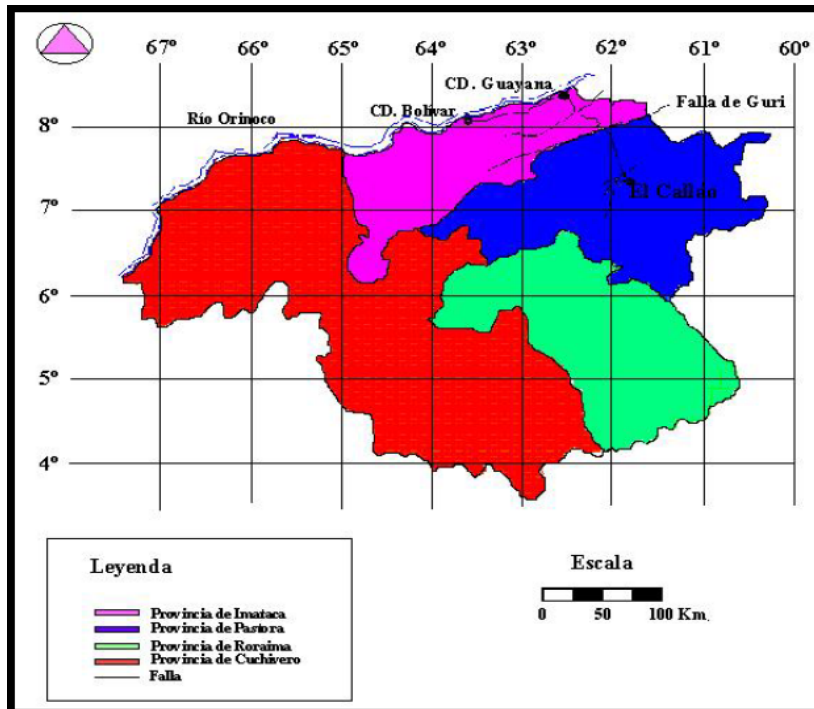 67º 66º 65º 64º 63º 62º 61º 60º
CD. Guayana
CD. Bolívar
Falla de Guri
Río Orinoco
8º
El Callao
7º
6º
5º
4º
Leyenda
Provincia de Imataca
Provincia de Pastora
Provincia de Roraima
Provincia de Cuchivero
Falla
Escala
0 50 100 Km.